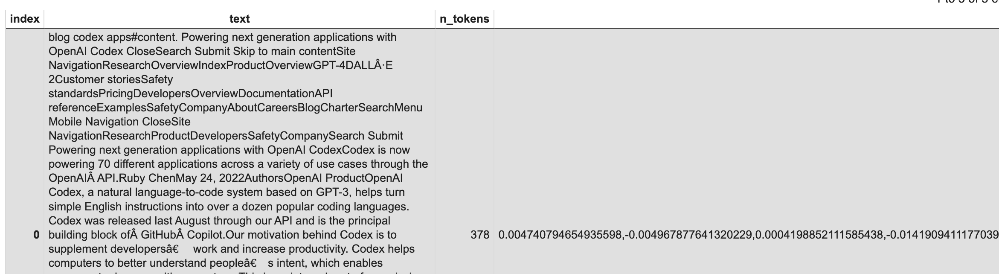 index text n_tokens
blog codex apps#content. Powering next generation applications with
OpenAI Codex CloseSearch Submit Skip to main contentSite
NavigationResearchOverviewIndexProductOverviewGPT-4DALLÂ·E
2Customer storiesSafety
standardsPricingDevelopersOverviewDocumentationAPI
referenceExamplesSafetyCompanyAboutCareersBlogCharterSearchMenu
Mobile Navigation CloseSite
NavigationResearchProductDevelopersSafetyCompanySearch Submit
Powering next generation applications with OpenAI CodexCodex is now
powering 70 different applications across a variety of use cases through the
OpenAIÂ API.Ruby ChenMay 24, 2022AuthorsOpenAI ProductOpenAI
Codex, a natural language-to-code system based on GPT-3, helps turn
simple English instructions into over a dozen popular coding languages.
Codex was released last August through our API and is the principal
0 building block ofÂ GitHubÂ Copilot.Our motivation behind Codex is to 378 0.004740794654935598,-0.004967877641320229,0.0004198852111585438,-0.0141909411177039
supplement developersâ€ work and increase productivity. Codex helps
computers to better understand peopleâ€ s intent, which enables